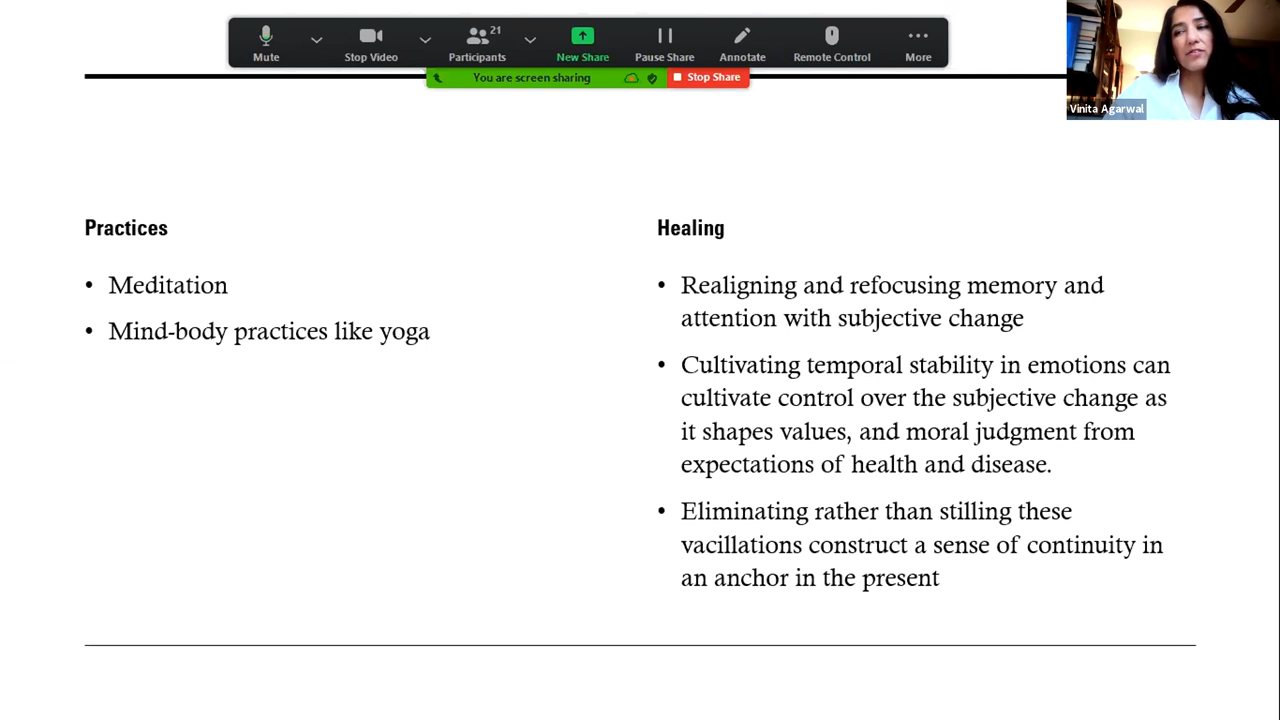 21
Mute
Stop Video
Participants
New Share
Pause Share
Annotate
Remote Control
More
You are screen sharing
Stop Share
Vinita Agarwal
Practices
• Meditation
• Mind-body practices like yoga
Healing
• Realigning and refocusing memory and
attention with subjective change
• Cultivating temporal stability in emotions can
cultivate control over the subjective change as
it shapes values, and moral judgment from
expectations of health and disease.
• Eliminating rather than stilling these
vacillations construct a sense of continuity in
an anchor in the present